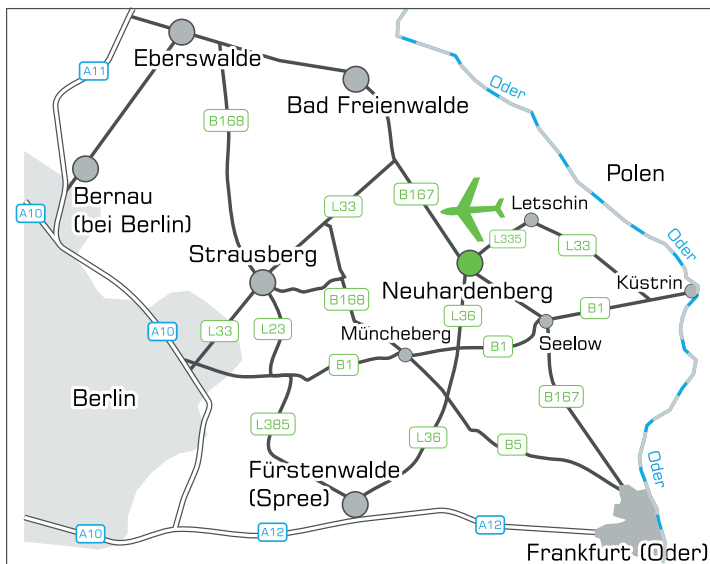 Eberswalde
A11
Oder
Bad Freienwalde
B168
Polen
Bernau
(bei Berlin)
B167
A10
L33
Letschin
L335
L33
Oder
Strausberg
Küstrin
Neuhardenberg
B168
B1
A10
L33
L23
Müncheberg
L36
B1
Seelow
B1
Berlin
B167
L385
L36
B5
Oder
Fürstenwalde
(Spree)
A10
A12
A12
Frankfurt (Oder)